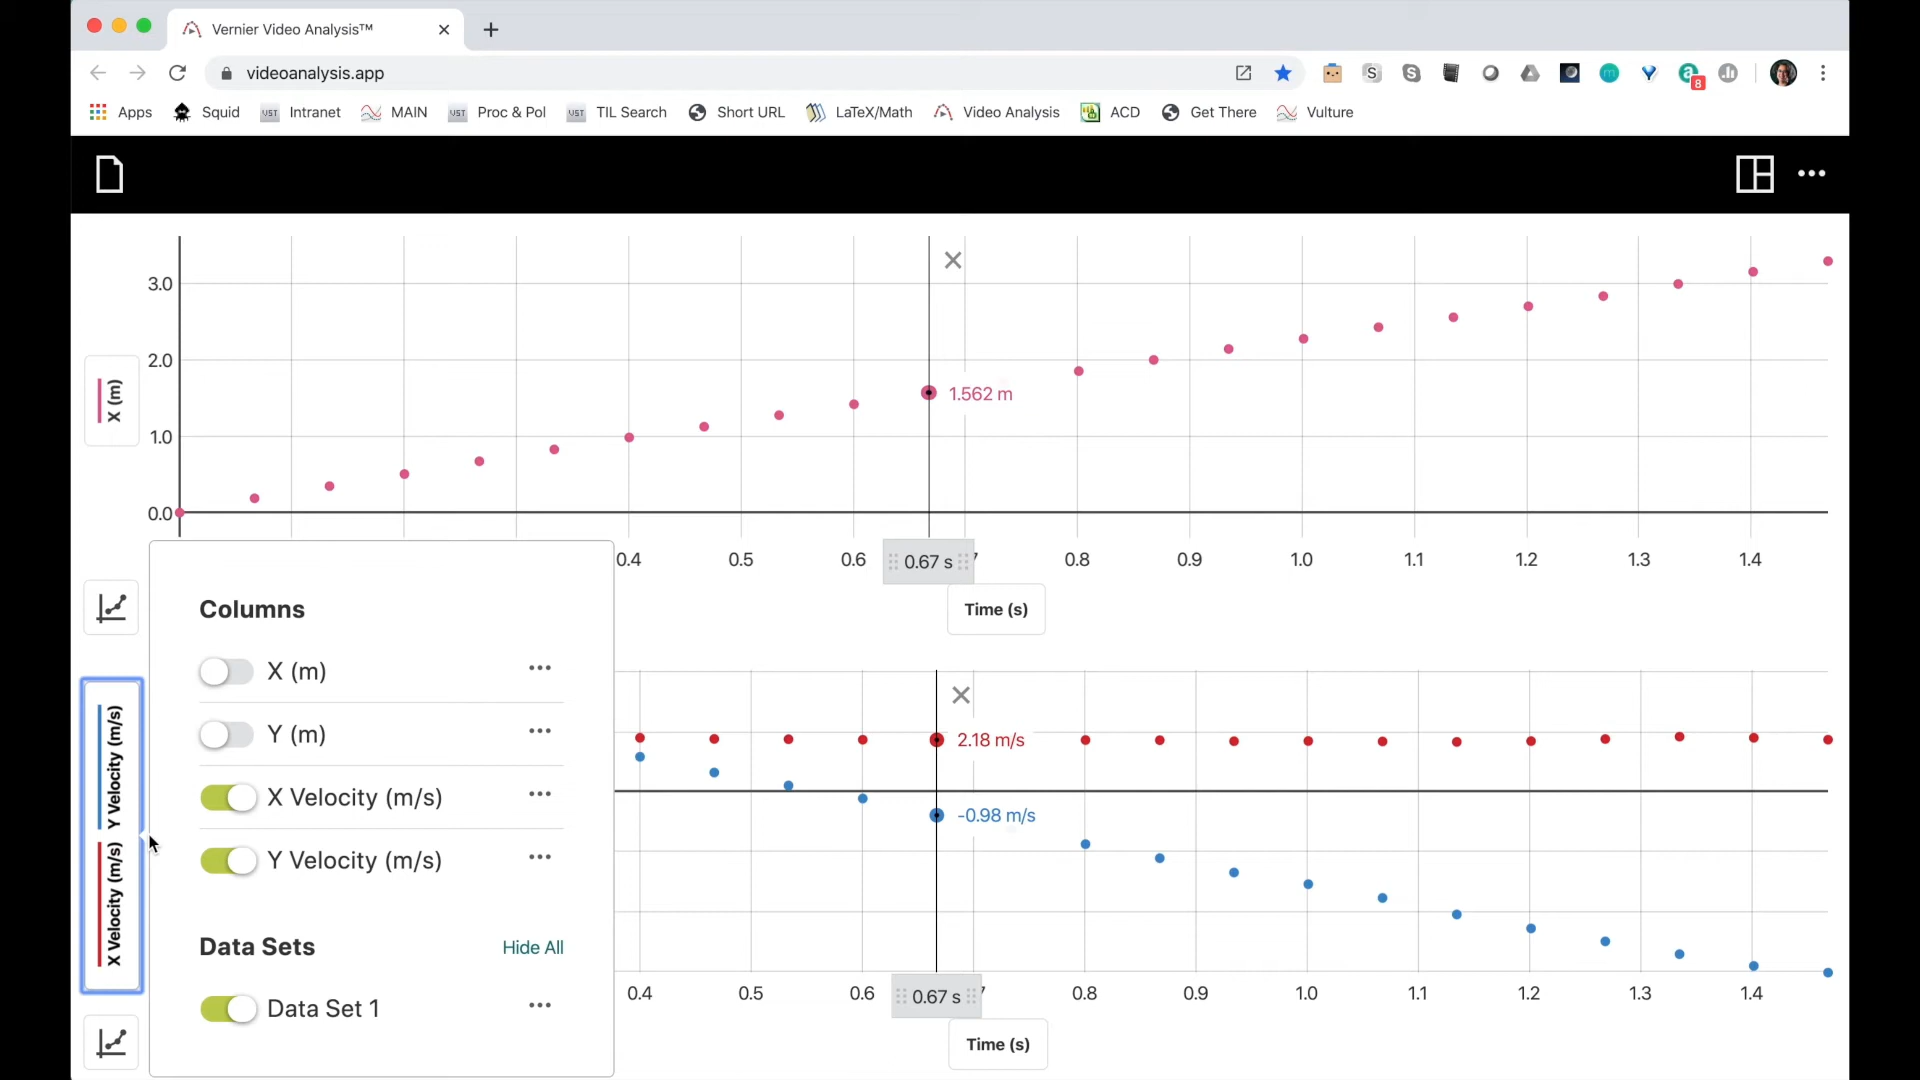 Vernier Video Analysis™
videoanalysis.app
8
Apps Squid VST Intranet MAIN VST Proc & Pol VST TIL Search Short URL LaTeX/Math Video Analysis ACD Get There Vulture
X (m)
3.0
2.0
1.0
0.0
1.562 m
0.4 0.5 0.6 0.67 s 0.8 0.9 1.0 1.1 1.2 1.3 1.4
Time (s)
Columns
X (m)
Y (m)
X Velocity (m/s)
Y Velocity (m/s)
Data Sets Hide All
Data Set 1
X Velocity (m/s) Y Velocity (m/s)
2.18 m/s
-0.98 m/s
0.4 0.5 0.6 0.67 s 0.8 0.9 1.0 1.1 1.2 1.3 1.4
Time (s)